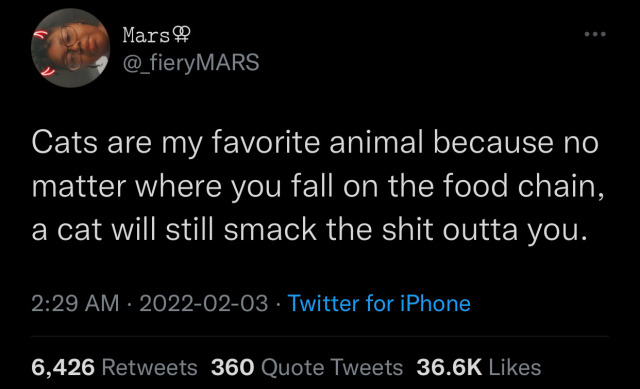 Mars⚢
@_fieryMARS
Cats are my favorite animal because no
matter where you fall on the food chain,
a cat will still smack the shit outta you.
2:29 AM · 2022-02-03 · Twitter for iPhone
6,426 Retweets 360 Quote Tweets 36.6K Likes